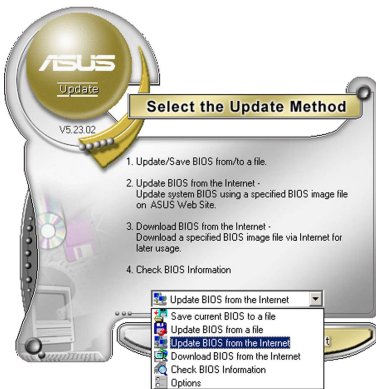 ASUS
Update
V5.23.02
Select the Update Method
1. Update/Save BIOS from/to a file.
2. Update BIOS from the Internet -
Update system BIOS using a specified BIOS image file
on ASUS Web Site.
3. Download BIOS from the Internet -
Download a specified BIOS image file via Internet for
later usage.
4. Check BIOS Information
Update BIOS from the Internet
Save current BIOS to a file
Update BIOS from a file
Update BIOS from the Internet
Download BIOS from the Internet
Check BIOS Information
Options